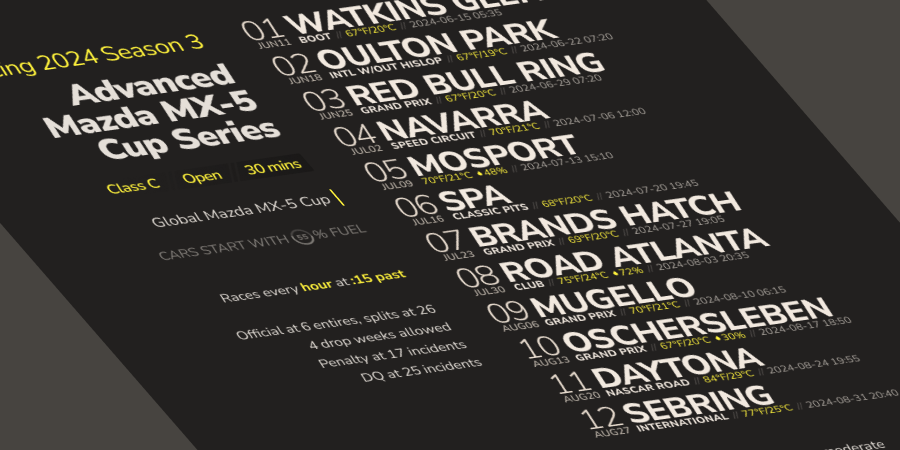 ing 2024 Season 3
Advanced
Mazda MX-5
Cup Series
Class C Open 30 mins
Global Mazda MX-5 Cup
CARS START WITH % FUEL
Races every hour at :15 past
Official at 6 entires, splits at 26
4 drop weeks allowed
Penalty at 17 incidents
DQ at 25 incidents
01 WATKINS
JUN11 BOOT // 67°F/20°C // 2024-06-15 05:35
02 OULTON PARK
JUN18 INTL W/OUT HISLOP // 67°F/19°C // 2024-06-22 07:20
03 RED BULL RING
JUN25 GRAND PRIX // 67°F/20°C // 2024-06-29 07:20
04 NAVARRA
JUL02 SPEED CIRCUIT // 70°F/21°C // 2024-07-06 12:00
05 MOSPORT
JUL09 70°F/21°C 48% // 2024-07-13 15:10
06 SPA
JUL16 CLASSIC PITS // 68°F/20°C // 2024-07-20 19:45
07 BRANDS HATCH
JUL23 GRAND PRIX // 69°F/20°C // 2024-07-27 19:05
08 ROAD ATLANTA
JUL30 CLUB // 75°F/24°C 72% // 2024-08-03 20:35
09 MUGELLO
AUG06 GRAND PRIX // 70°F/21°C // 2024-08-10 06:15
10 OSCHERSLEBEN
AUG13 GRAND PRIX // 67°F/20°C 30% // 2024-08-17 18:50
11 DAYTONA
AUG20 NASCAR ROAD // 84°F/29°C // 2024-08-24 19:55
12 SEBRING
AUG27 INTERNATIONAL // 77°F/25°C // 2024-08-31 20:40
moderate